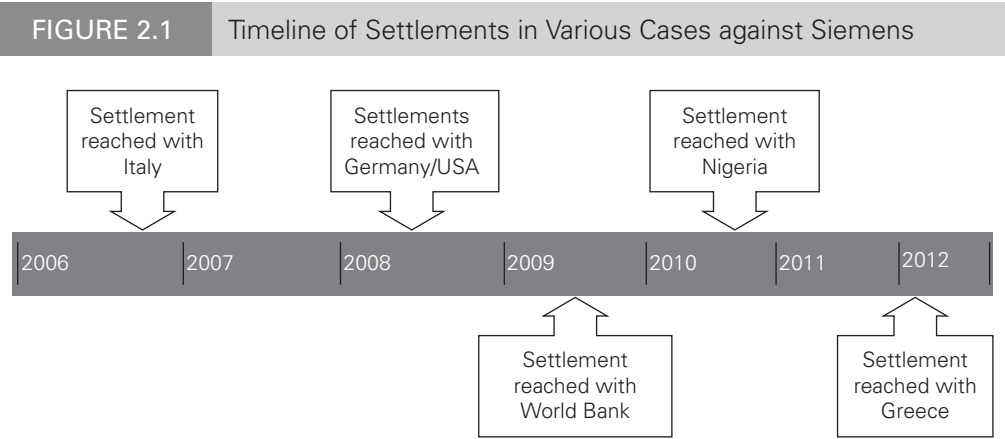 FIGURE 2.1
Timeline of Settlements in Various Cases against Siemens
Settlement
reached with
Italy
Settlements
reached with
Germany/USA
Settlement
reached with
Nigeria
2006
2007
2008
2009
2010
2011
2012
Settlement
reached with
World Bank
Settlement
reached with
Greece